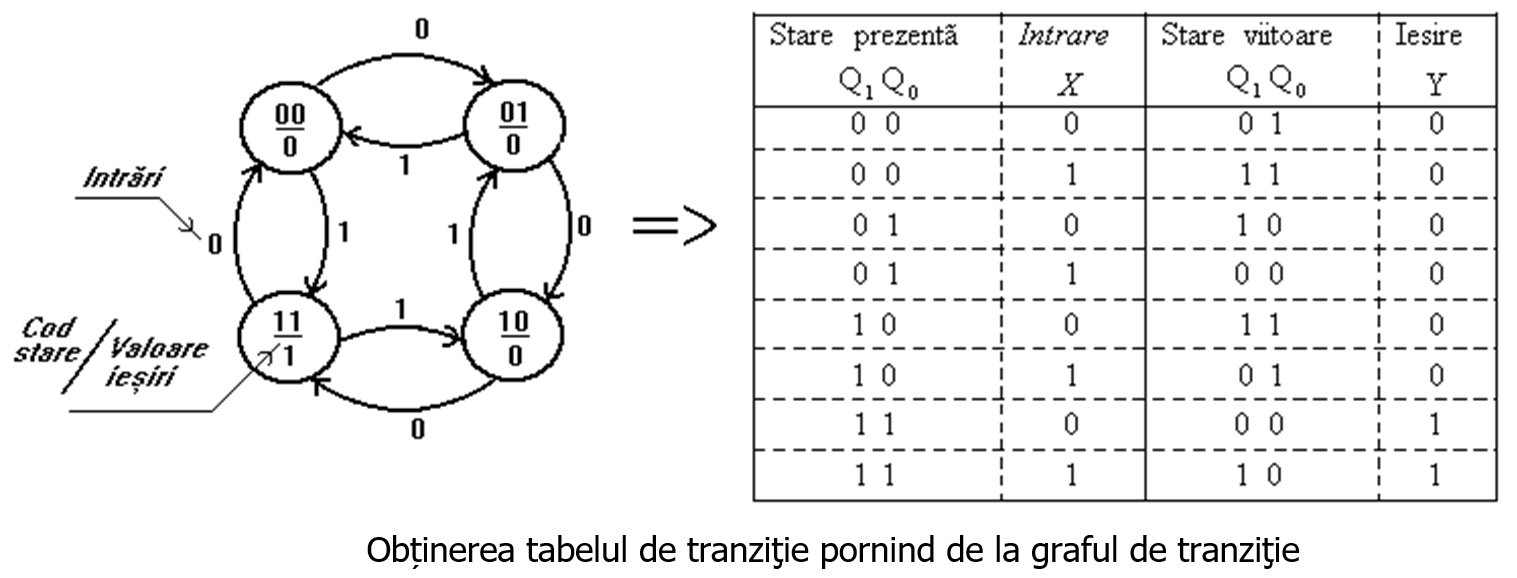 0
00
0
01
0
1
Intrări
0
1
1
0
=>
11
1
1
10
0
Cod
stare / Valoare
ieșiri
0
Stare prezentã Intrare Stare viitoare Iesire
Q1 Q0 X Q1 Q0 Y
0 0 0 0 1 0
0 0 1 1 1 0
0 1 0 1 0 0
0 1 1 0 0 0
1 0 0 1 1 0
1 0 1 0 1 0
1 1 0 0 0 1
1 1 1 1 0 1
Obținerea tabelul de tranziţie pornind de la graful de tranziţie